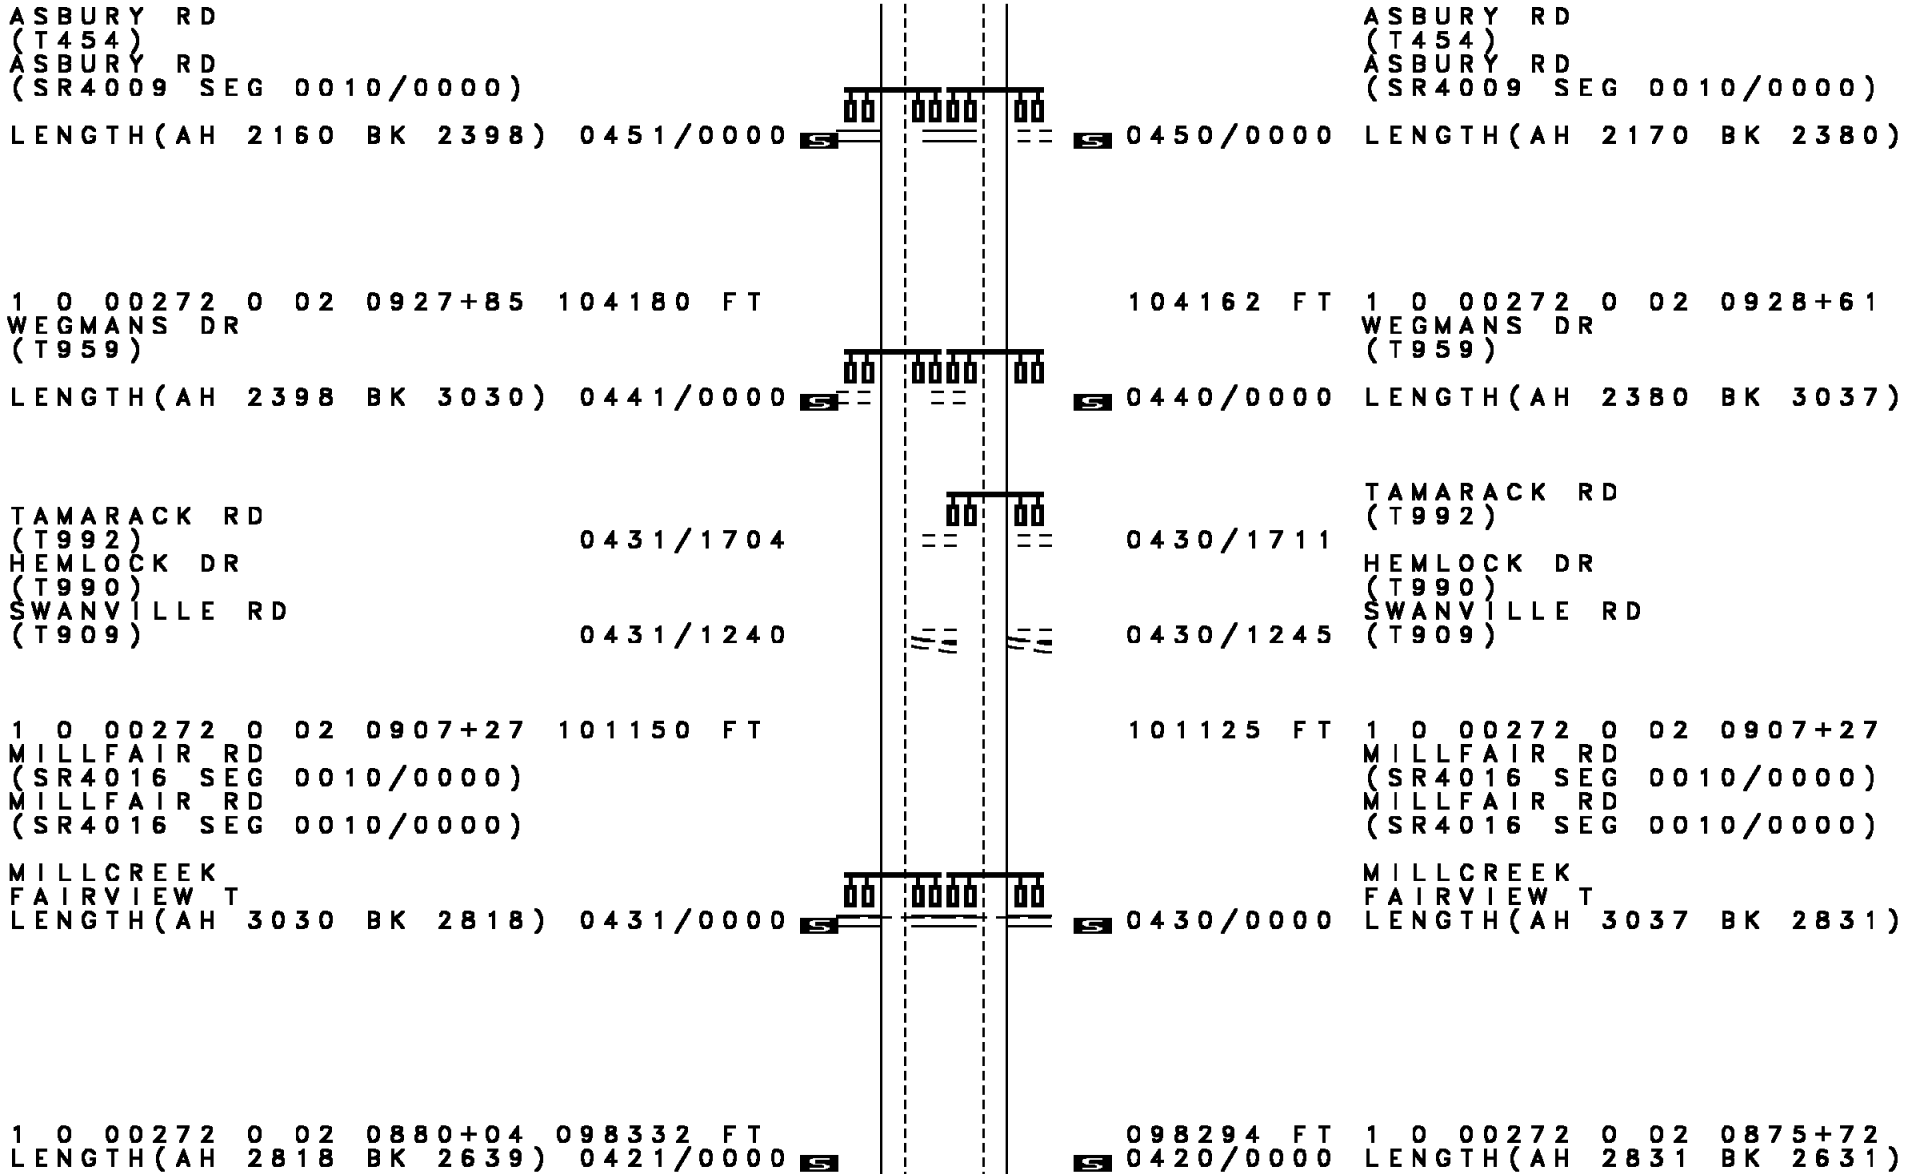 ASBURY RD ASBURY RD
(T454) (T454)
ASBURY RD ASBURY RD
(SR4009 SEG 0010/0000) (SR4009 SEG 0010/0000)
LENGTH(AH 2160 BK 2398) 0451/0000 S S 0450/0000 LENGTH(AH 2170 BK 2380)
1 0 00272 0 02 0927+85 104180 FT 104162 FT 1 0 00272 0 02 0928+61
WEGMANS DR WEGMANS DR
(T959) (T959)
LENGTH(AH 2398 BK 3030) 0441/0000 S S 0440/0000 LENGTH(AH 2380 BK 3037)
TAMARACK RD
TAMARACK RD (T992)
(T992) 0431/1704 0430/1711
HEMLOCK DR HEMLOCK DR
(T990) (T990)
SWANVILLE RD SWANVILLE RD
(T909) 0431/1240 0430/1245 (T909)
1 0 00272 0 02 0907+27 101150 FT 101125 FT 1 0 00272 0 02 0907+27
MILLFAIR RD MILLFAIR RD
(SR4016 SEG 0010/0000) (SR4016 SEG 0010/0000)
MILLFAIR RD MILLFAIR RD
(SR4016 SEG 0010/0000) (SR4016 SEG 0010/0000)
MILLCREEK MILLCREEK
FAIRVIEW T FAIRVIEW T
LENGTH(AH 3030 BK 2818) 0431/0000 S S 0430/0000 LENGTH(AH 3037 BK 2831)
1 0 00272 0 02 0880+04 098332 FT 098294 FT 1 0 00272 0 02 0875+72
LENGTH(AH 2818 BK 2639) 0421/0000 S S 0420/0000 LENGTH(AH 2831 BK 2631)